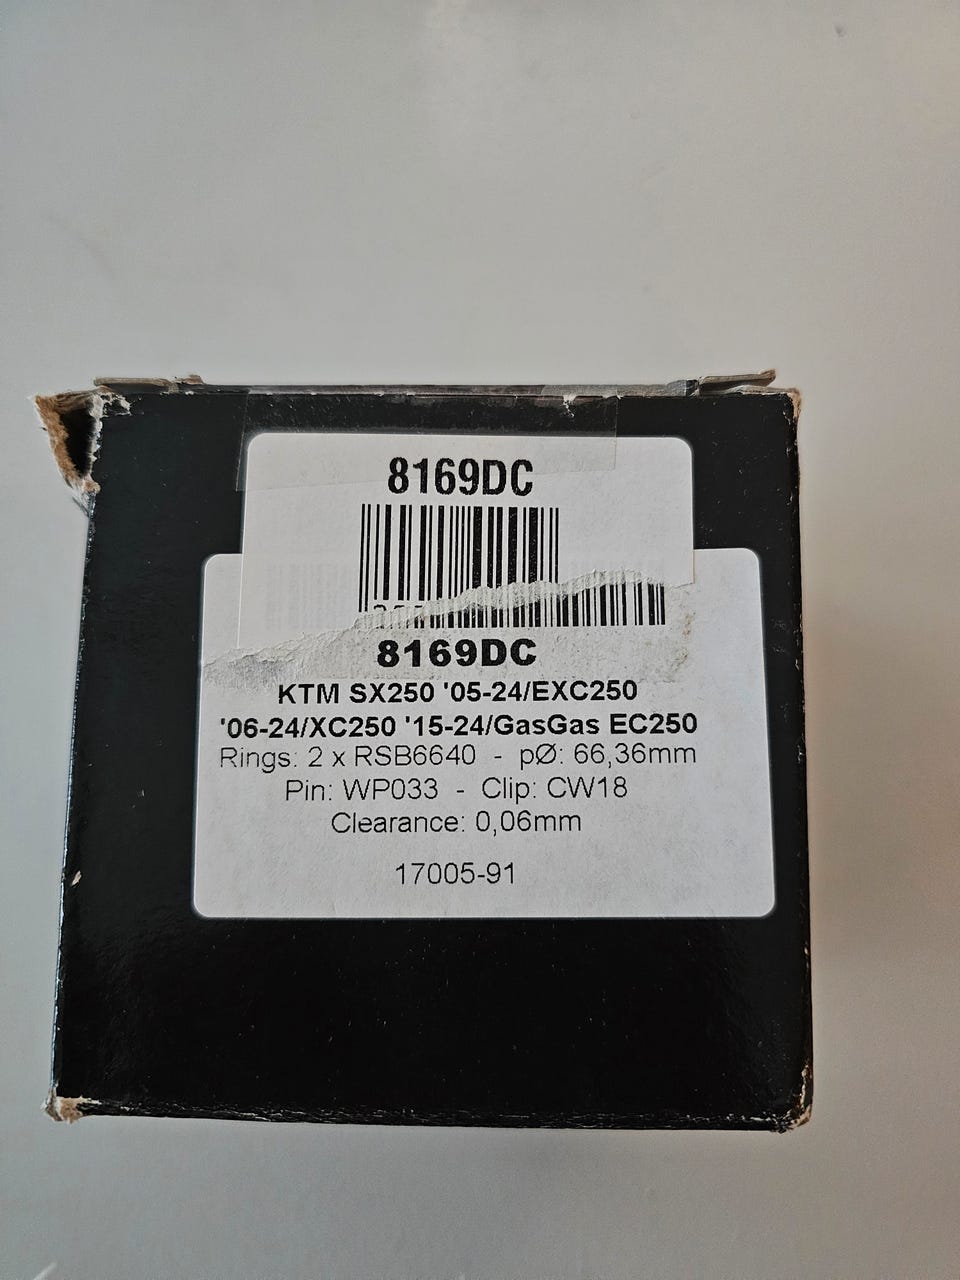 8169DC
8169DC
KTM SX250 '05-24/EXC250
'06-24/XC250 '15-24/GasGas EC250
Rings: 2 x RSB6640 - pØ: 66,36mm
Pin: WP033 - Clip: CW18
Clearance: 0,06mm
17005-91